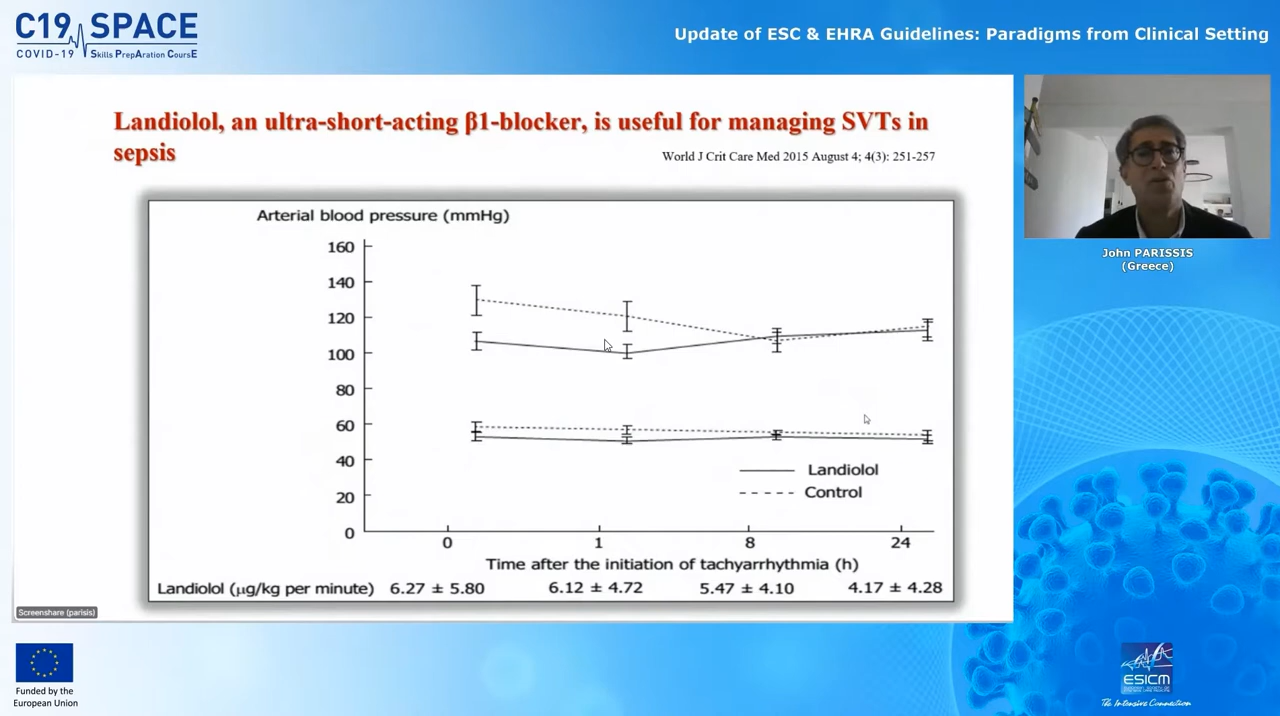 C19 SPACE
COVID-19 Skills PrepAration CoursE
Update of ESC & EHRA Guidelines: Paradigms from Clinical Setting
Landiolol, an ultra-short-acting β1-blocker, is useful for managing SVTs in
sepsis
World J Crit Care Med 2015 August 4; 4(3): 251-257
John PARISSIS
(Greece)
Arterial blood pressure (mmHg)
160
140
120
100
80
60
40
20
0
Landiolol
Control
0 1 8 24
Time after the initiation of tachyarrhythmia (h)
Landiolol (μg/kg per minute) 6.27 ± 5.80 6.12 ± 4.72 5.47 ± 4.10 4.17 ± 4.28
Screenshare (parisis)
Funded by the
European Union
ESICM
The Intensive Connection